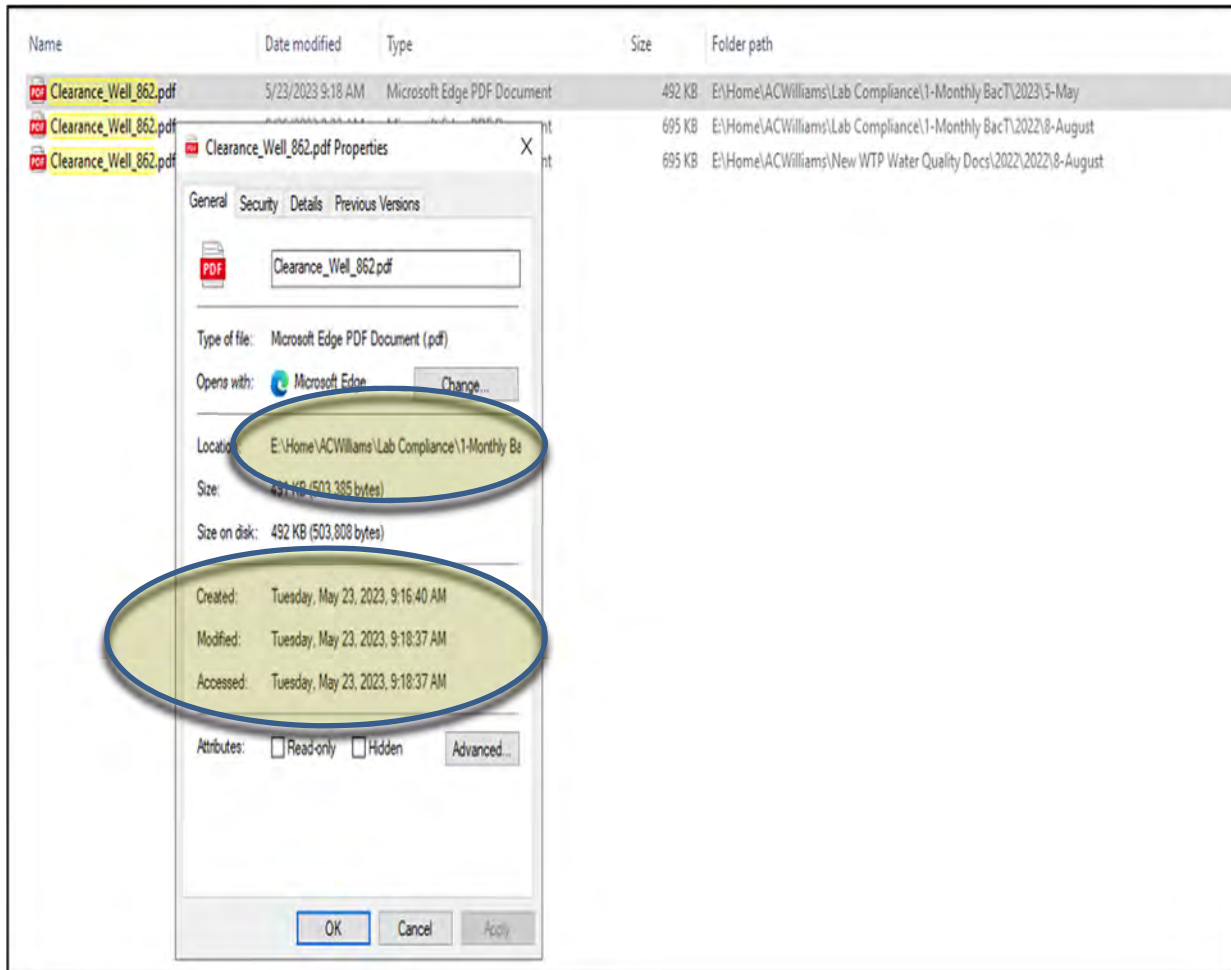 Name Date modified Type Size Folder path
Clearance_Well_862.pdf 5/23/2023 9:18 AM Microsoft Edge PDF Document 492 KB E:\Home\ACWilliams\Lab Compliance\1-Monthly BacT\2023\5-May
Clearance_Well_862.pdf 695 KB E:\Home\ACWilliams\Lab Compliance\1-Monthly BacT\2022\8-August
Clearance_Well_862.pdf 695 KB E:\Home\ACWilliams\New WTP Water Quality Docs\2022\2022\8-August
Clearance_Well_862.pdf Properties X
General Security Details Previous Versions
PDF Clearance_Well_862.pdf
Type of file: Microsoft Edge PDF Document (.pdf)
Opens with: Microsoft Edge Change...
Location: E:\Home\ACWilliams\Lab Compliance\1-Monthly Ba
Size: 491 KB (503,385 bytes)
Size on disk: 492 KB (503,808 bytes)
Created: Tuesday, May 23, 2023, 9:16:40 AM
Modified: Tuesday, May 23, 2023, 9:18:37 AM
Accessed: Tuesday, May 23, 2023, 9:18:37 AM
Attributes: Read-only Hidden Advanced...
OK Cancel Apply